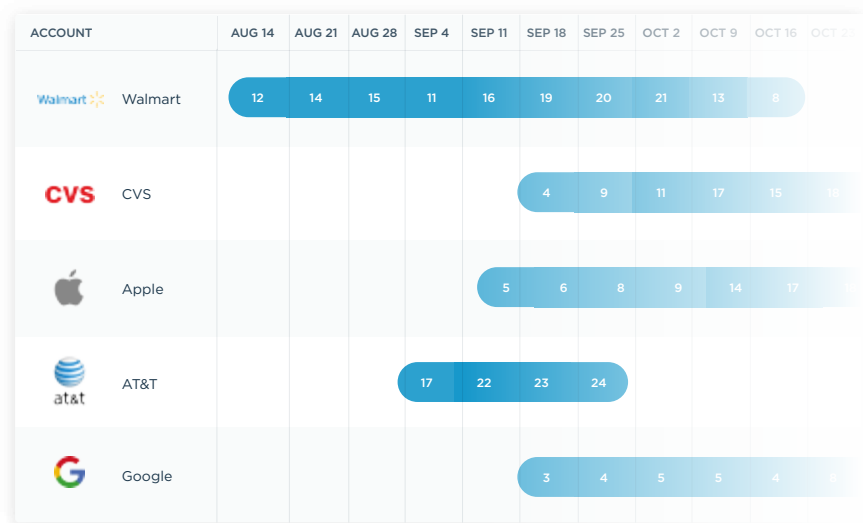 ACCOUNT AUG 14 AUG 21 AUG 28 SEP 4 SEP 11 SEP 18 SEP 25 OCT 2 OCT 9 OCT 16 OCT
Walmart Walmart 12 14 15 11 16 19 20 21 13 8
CVS CVS 4 9 11 17 15 18
Apple 5 6 8 9 14 17
at&t AT&T 17 22 23 24
Google 3 4 5 5 4